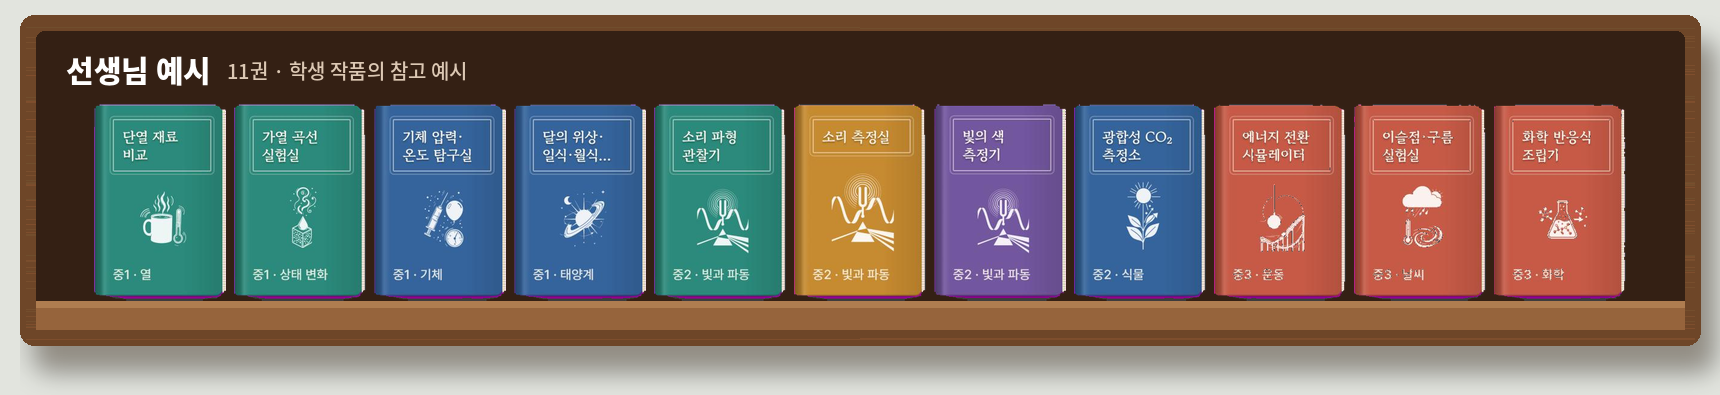 선생님 예시 11권 · 학생 작품의 참고 예시
단열 재료
비교
중1 · 열
가열 곡선
실험실
중1 · 상태 변화
기체 압력·
온도 탐구실
중1 · 기체
달의 위상·
일식·월식...
중1 · 태양계
소리 파형
관찰기
중2 · 빛과 파동
소리 측정실
중2 · 빛과 파동
빛의 색
측정기
중2 · 빛과 파동
광합성 CO₂
측정소
중2 · 식물
에너지 전환
시뮬레이터
중3 · 운동
이슬점·구름
실험실
중3 · 날씨
화학 반응식
조립기
중3 · 화학